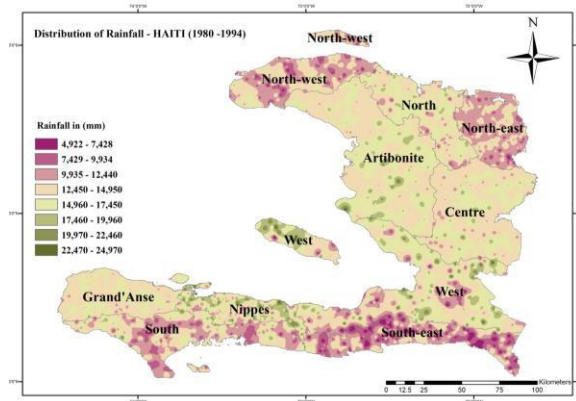 Distribution of Rainfall - HAITI (1980 -1994)
North-west
N
North-west
North
North-east
Rainfall in (mm)
4,922 - 7,428
7,429 - 9,934
9,935 - 12,440
12,450 - 14,950
14,960 - 17,450
17,460 - 19,960
19,970 - 22,460
22,470 - 24,970
Artibonite
Centre
West
Grand'Anse
Nippes
West
South
South-east
Kilometers
0 12.5 25 50 75 100